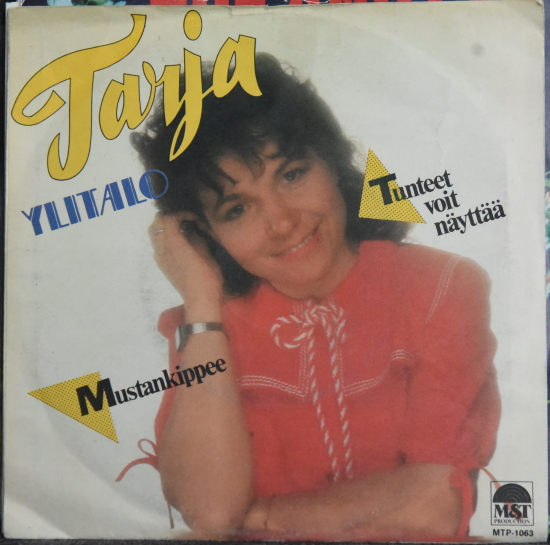 Tarja
YLITALO
Tunteet
voit
näyttää
Mustankippee
M&T
PRODUCTION
MTP-1063